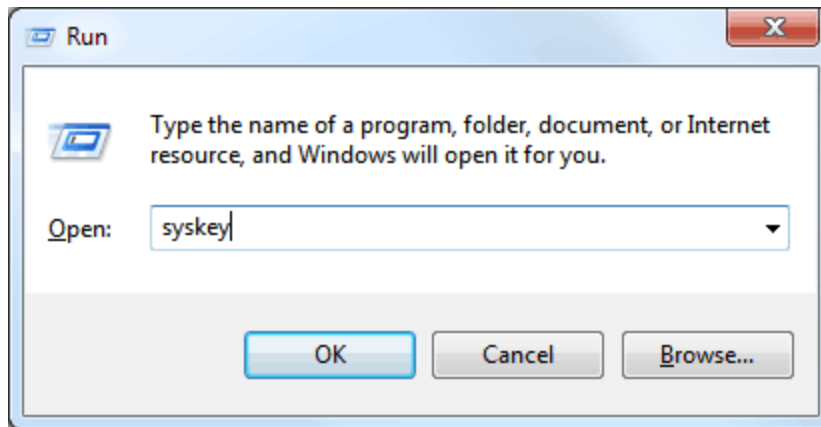 Run
Type the name of a program, folder, document, or Internet
resource, and Windows will open it for you.
Open: syskey
OK Cancel Browse...